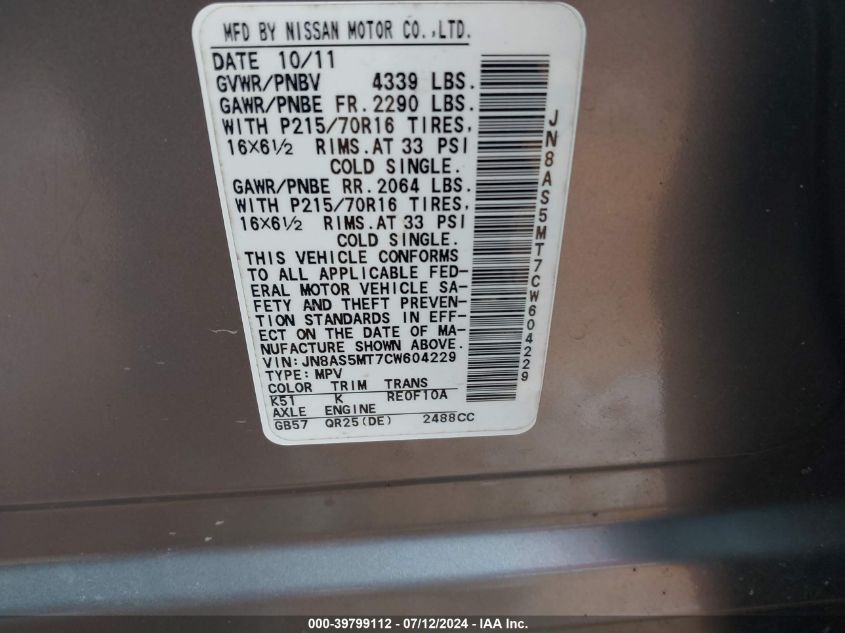 MFD BY NISSAN MOTOR CO.,LTD.
DATE 10/11
GVWR/PNBV 4339 LBS.
GAWR/PNBE FR. 2290 LBS.
WITH P215/70R16 TIRES,
16X6½ RIMS.AT 33 PSI
COLD SINGLE.
GAWR/PNBE RR. 2064 LBS.
WITH P215/70R16 TIRES,
16X6½ RIMS.AT 33 PSI
COLD SINGLE.
THIS VEHICLE CONFORMS
TO ALL APPLICABLE FED-
ERAL MOTOR VEHICLE SA-
FETY AND THEFT PREVEN-
TION STANDARDS IN EFF-
ECT ON THE DATE OF MA-
NUFACTURE SHOWN ABOVE.
VIN: JN8AS5MT7CW604229
TYPE: MPV
COLOR TRIM TRANS
K51 K RE0F10A
AXLE ENGINE
GB57 QR25(DE) 2488CC
JN8AS5MT7CW604229
000-39799112 - 07/12/2024 - IAA Inc.